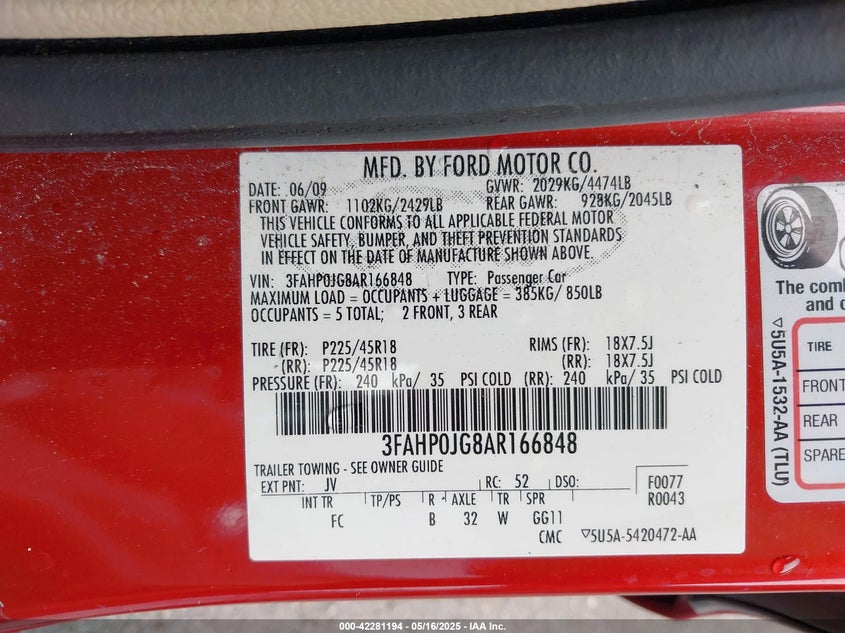 MFD. BY FORD MOTOR CO.
DATE: 06/09 GVWR: 2029KG/4474LB
FRONT GAWR: 1102KG/2429LB REAR GAWR: 928KG/2045LB
THIS VEHICLE CONFORMS TO ALL APPLICABLE FEDERAL MOTOR
VEHICLE SAFETY, BUMPER, AND THEFT PREVENTION STANDARDS
IN EFFECT ON THE DATE OF MANUFACTURE SHOWN ABOVE.
VIN: 3FAHP0JG8AR166848 TYPE: Passenger Car
MAXIMUM LOAD = OCCUPANTS + LUGGAGE = 385KG/ 850LB
OCCUPANTS = 5 TOTAL; 2 FRONT, 3 REAR
TIRE (FR): P225/45R18 RIMS (FR): 18X7.5J
(RR): P225/45R18 (RR): 18X7.5J
PRESSURE (FR): 240 kPa/ 35 PSI COLD (RR): 240 kPa/ 35 PSI COLD
3FAHP0JG8AR166848
TRAILER TOWING - SEE OWNER GUIDE
EXT PNT: JV RC: 52 DSO: F0077
INT TR TP/PS R AXLE TR SPR R0043
FC B 32 W GG11
CMC 5U5A-5420472-AA
The comb
and o
5U5A-1532-AA (TLU)
TIRE
FRONT
REAR
SPARE
000-42281194 - 05/16/2025 - IAA Inc.